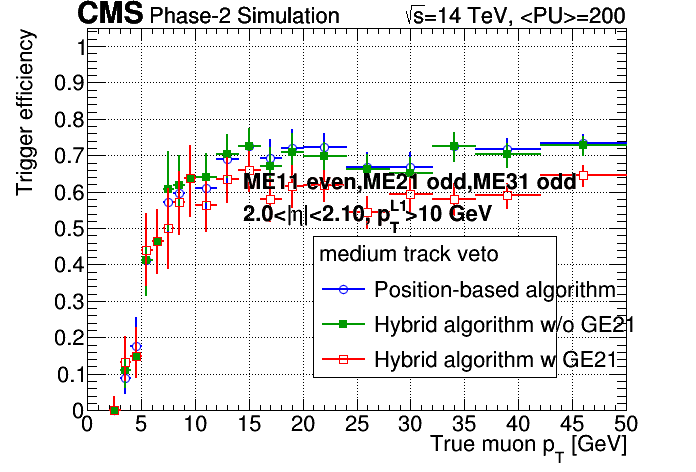 CMS Phase-2 Simulation √s=14 TeV, <PU>=200
Trigger efficiency
1
0.9
0.8
0.7
0.6
0.5
0.4
0.3
0.2
0.1
0
ME11 even,ME21 odd,ME31 odd
2.0<|η|<2.10, p_T^L1>10 GeV
medium track veto
Position-based algorithm
Hybrid algorithm w/o GE21
Hybrid algorithm w GE21
0 5 10 15 20 25 30 35 40 45 50
True muon p_T [GeV]